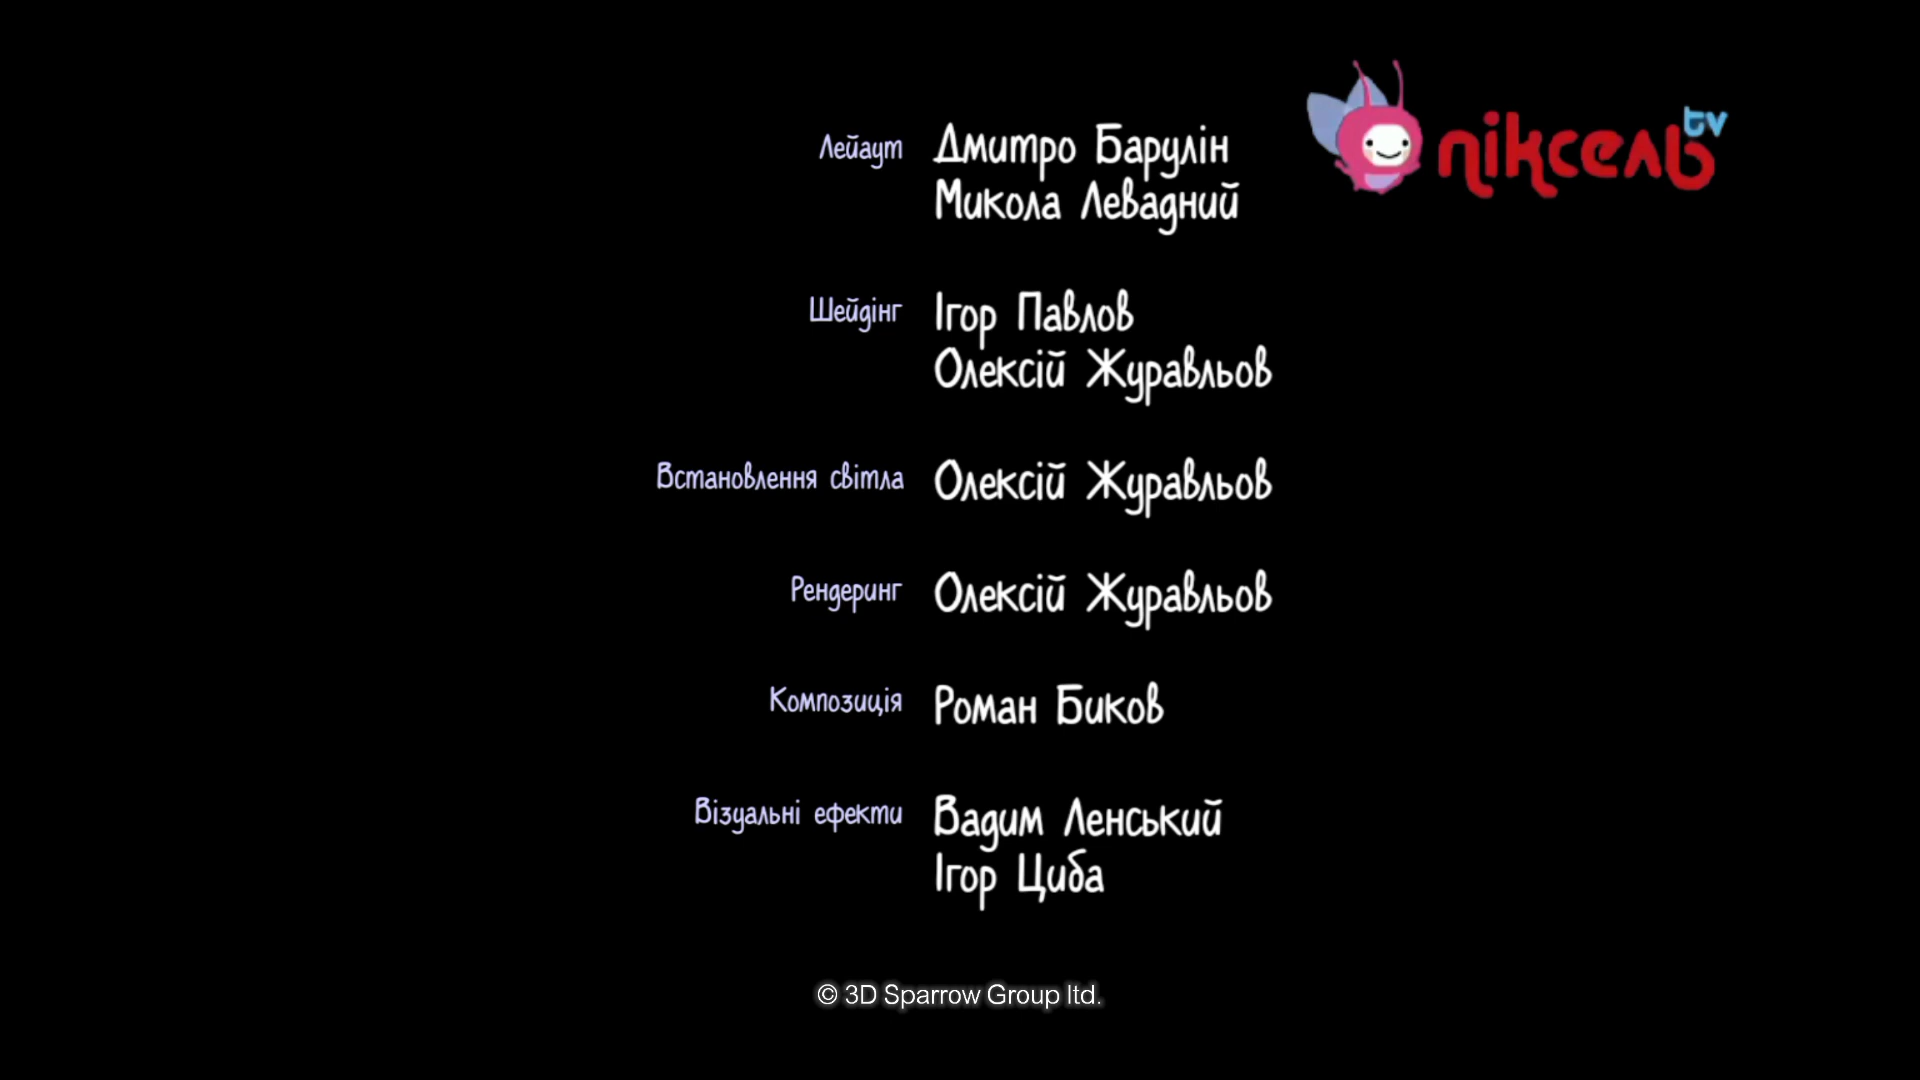 піксель tv
Лейаут Дмитро Барулін
Микола Левадний
Шейдінг Ігор Павлов
Олексій Журавльов
Встановлення світла Олексій Журавльов
Рендеринг Олексій Журавльов
Композиція Роман Биков
Візуальні ефекти Вадим Ленський
Ігор Циба
© 3D Sparrow Group ltd.